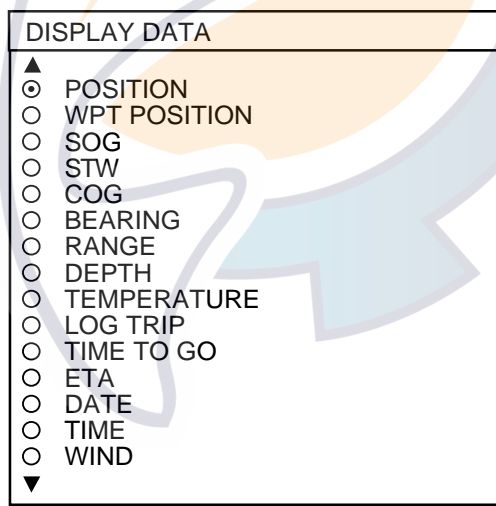 DISPLAY DATA
POSITION
WPT POSITION
SOG
STW
COG
BEARING
RANGE
DEPTH
TEMPERATURE
LOG TRIP
TIME TO GO
ETA
DATE
TIME
WIND